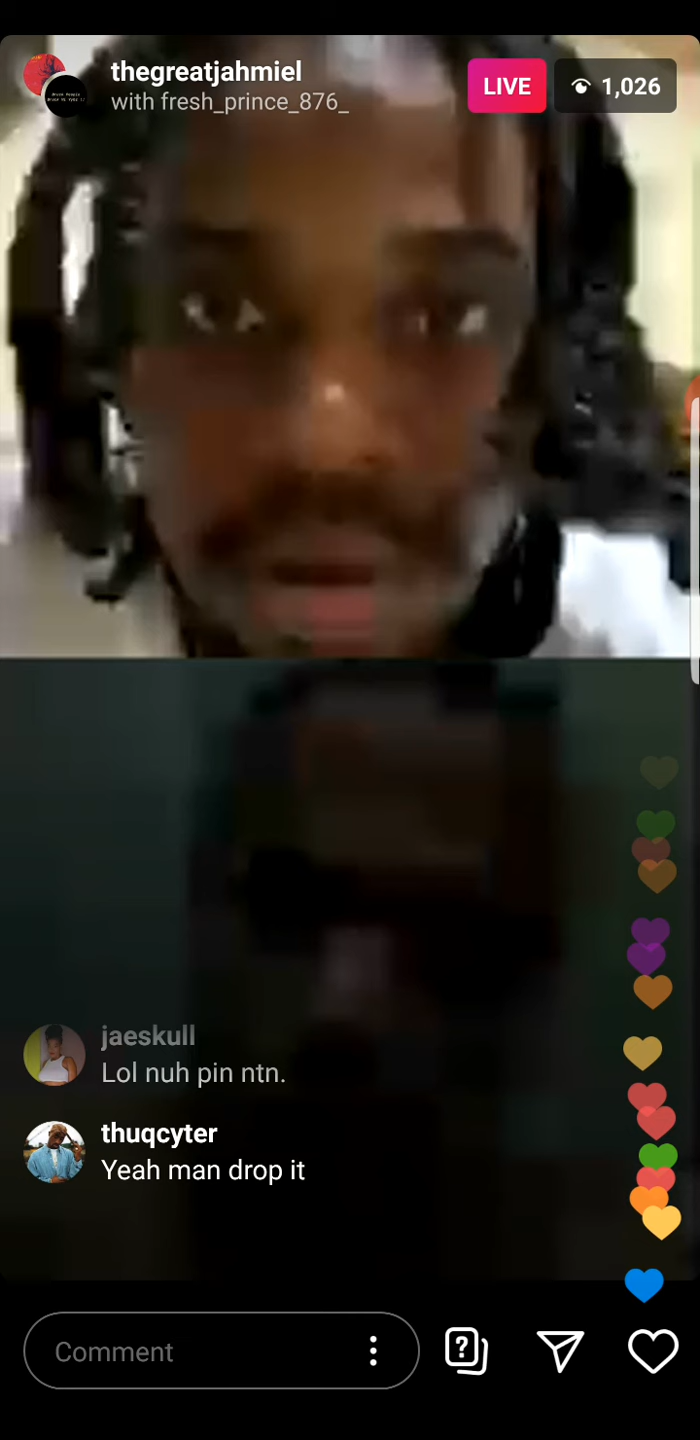 thegreatjahmiel
with fresh_prince_876_
LIVE
1,026
jaeskull
Lol nuh pin ntn.
thuqcyter
Yeah man drop it
Comment